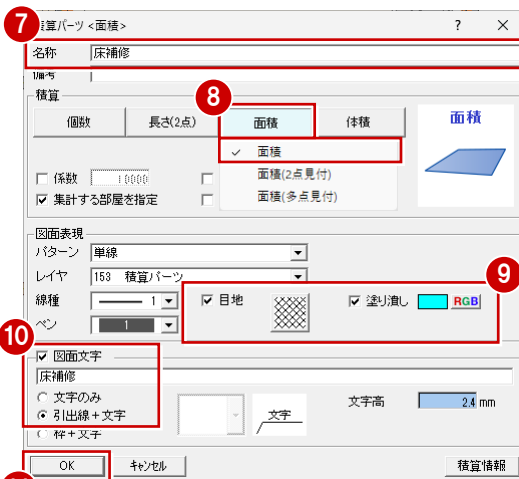 7
積算パーツ <面積> ? ×
名称 床補修
備考
積算
8
個数 長さ(2点) 面積 体積
面積
✓ 面積
面積(2点見付)
面積(多点見付)
係数 1.0000
集計する部屋を指定
図面表現
パターン 単線
レイヤ 153 積算パーツ
9
線種 1 目地 塗り潰し RGB
ペン 1
10
図面文字
床補修
文字のみ
引出線+文字 文字 文字高 2.4 mm
枠+文字
OK キャンセル 積算情報